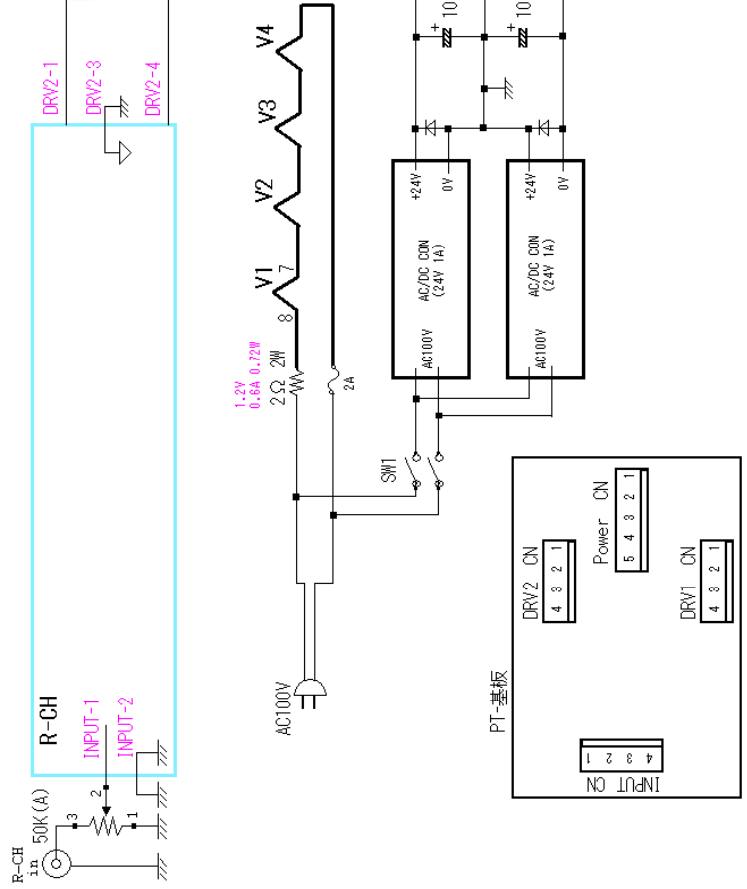 DRV2-1
DRV2-3
DRV2-4
R-CH
INPUT-1
INPUT-2
R-CH
in
50K(A)
3
2
1
V4
V3
V2
V1
7
8
1.2V
0.6A 0.72W
2Ω 2W
2A
AC100V
SW1
+ 10
+ 10
+24V
0V
AC/DC CON
(24V 1A)
AC100V
+24V
0V
AC/DC CON
(24V 1A)
AC100V
PT-基板
DRV2 CN
4 3 2 1
Power CN
5 4 3 2 1
DRV1 CN
4 3 2 1
INPUT CN
4 3 2 1